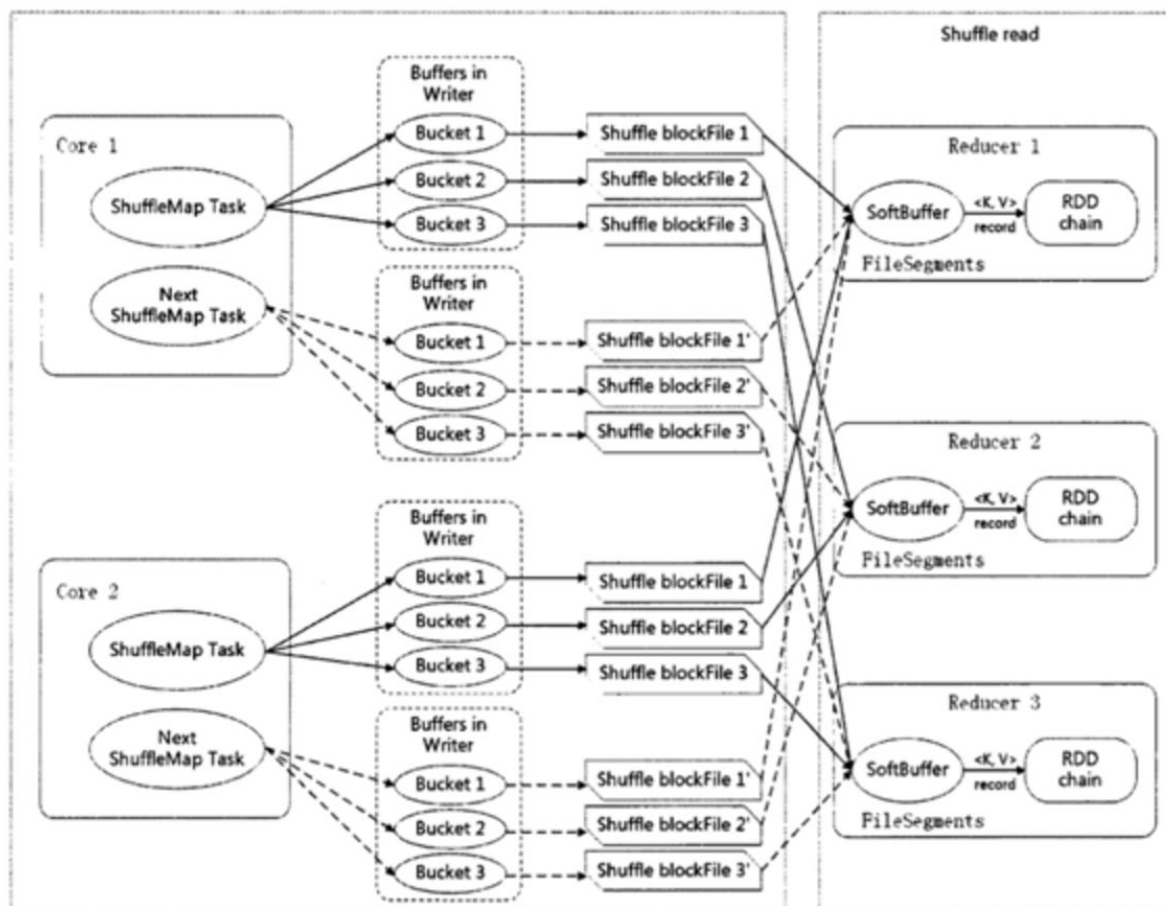 Core 1
ShuffleMap Task
Next
ShuffleMap Task
Buffers in
Writer
Bucket 1
Bucket 2
Bucket 3
Shuffle blockFile 1
Shuffle blockFile 2
Shuffle blockFile 3
Buffers in
Writer
Bucket 1
Bucket 2
Bucket 3
Shuffle blockFile 1'
Shuffle blockFile 2'
Shuffle blockFile 3'
Core 2
ShuffleMap Task
Next
ShuffleMap Task
Buffers in
Writer
Bucket 1
Bucket 2
Bucket 3
Shuffle blockFile 1
Shuffle blockFile 2
Shuffle blockFile 3
Buffers in
Writer
Bucket 1
Bucket 2
Bucket 3
Shuffle blockFile 1'
Shuffle blockFile 2'
Shuffle blockFile 3'
Shuffle read
Reducer 1
SoftBuffer
<K, V>
record
RDD
chain
FileSegments
Reducer 2
SoftBuffer
<K, V>
record
RDD
chain
FileSegments
Reducer 3
SoftBuffer
<K, V>
record
RDD
chain
FileSegments